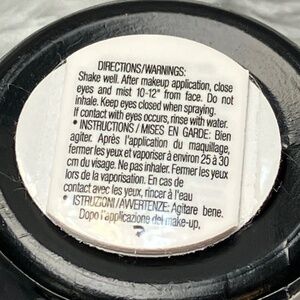 DIRECTIONS/WARNINGS:
Shake well. After makeup application, close
eyes and mist 10-12" from face. Do not
inhale. Keep eyes closed when spraying.
If contact with eyes occurs, rinse with water.
• INSTRUCTIONS / MISES EN GARDE: Bien
agiter. Après l'application du maquillage,
fermer les yeux et vaporiser à environ 25 à 30
cm du visage. Ne pas inhaler. Fermer les yeux
lors de la vaporisation. En cas de
contact avec les yeux, rincer à l'eau
• ISTRUZIONI/AVVERTENZE: Agitare bene.
Dopo l'applicazione del make-up,